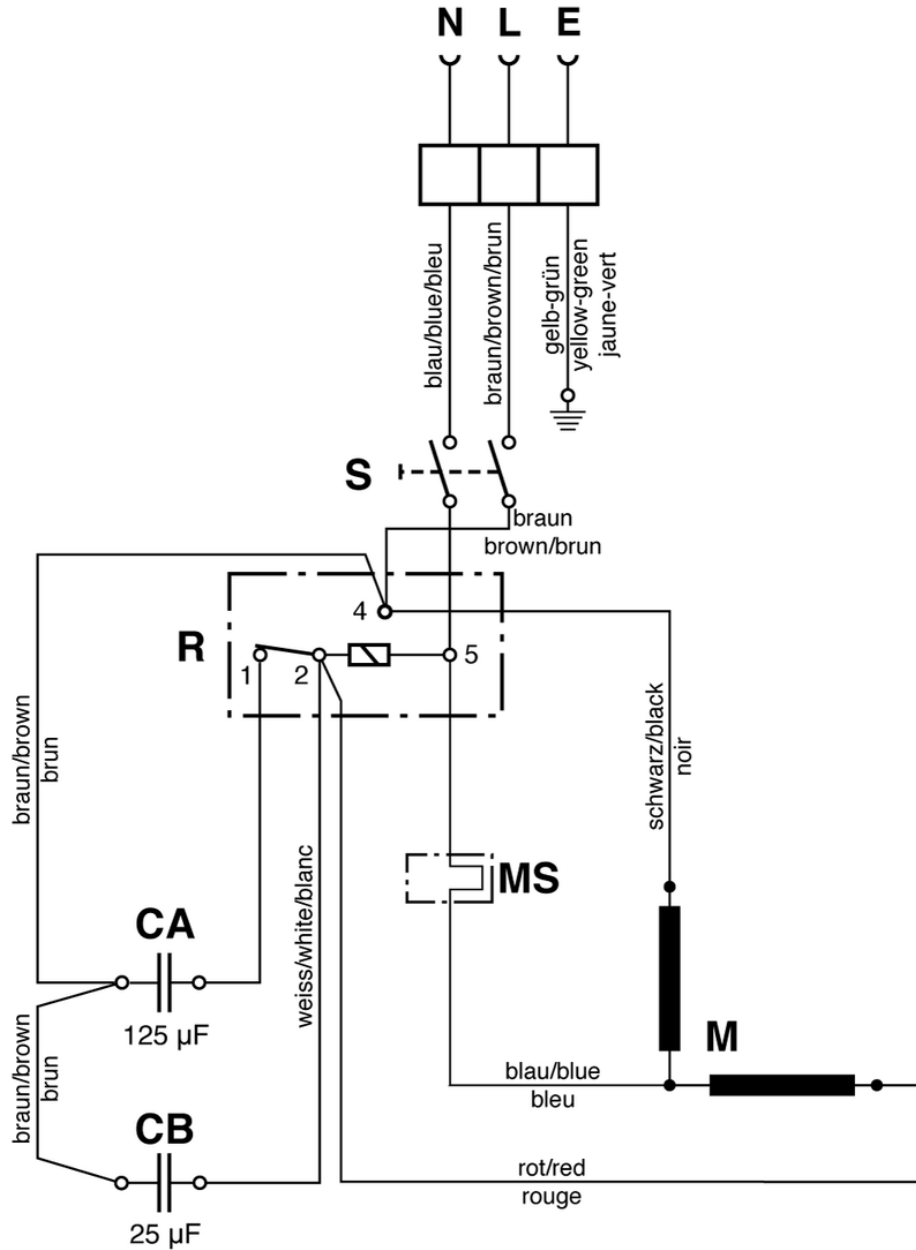 N L E
blau/blue/bleu
braun/brown/brun
gelb-grün
yellow-green
jaune-vert
S
braun
brown/brun
4
R
1
2
5
braun/brown
brun
schwarz/black
noir
MS
weiss/white/blanc
CA
125 µF
M
blau/blue
bleu
braun/brown
brun
CB
25 µF
rot/red
rouge